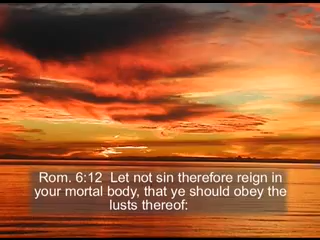 Rom. 6:12  Let not sin therefore reign in
your mortal body, that ye should obey the
lusts thereof: